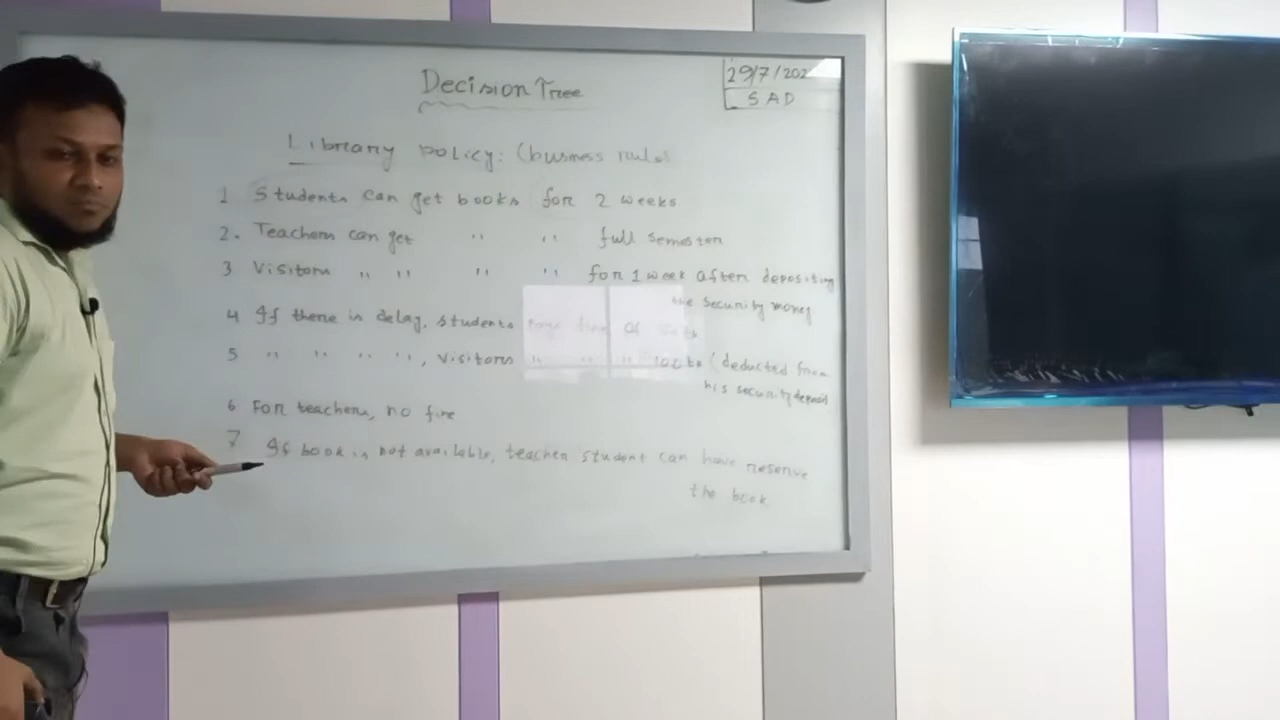 Decision Tree
29/7/202
SAD
Library policy: (business rules
1 Students can get books for 2 weeks
2. Teachers can get " " full semester
3 Visitors " " " " for 1 week after depositing
the security money
4 If there is delay, students pays fine of
5 " " " ", visitors " " " 100 tk (deducted from
his security deposit
6 For teachers, no fine
7 If book is not available, teacher student can have reserve
the book